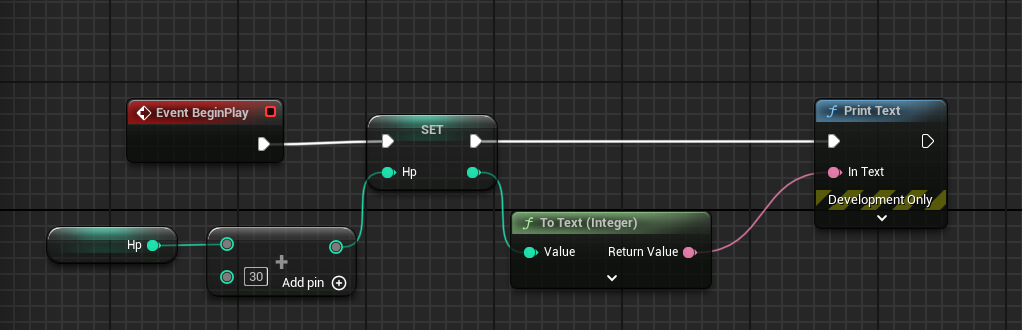 Event BeginPlay
SET
Hp
Print Text
In Text
Development Only
Hp
30
Add pin
To Text (Integer)
Value Return Value